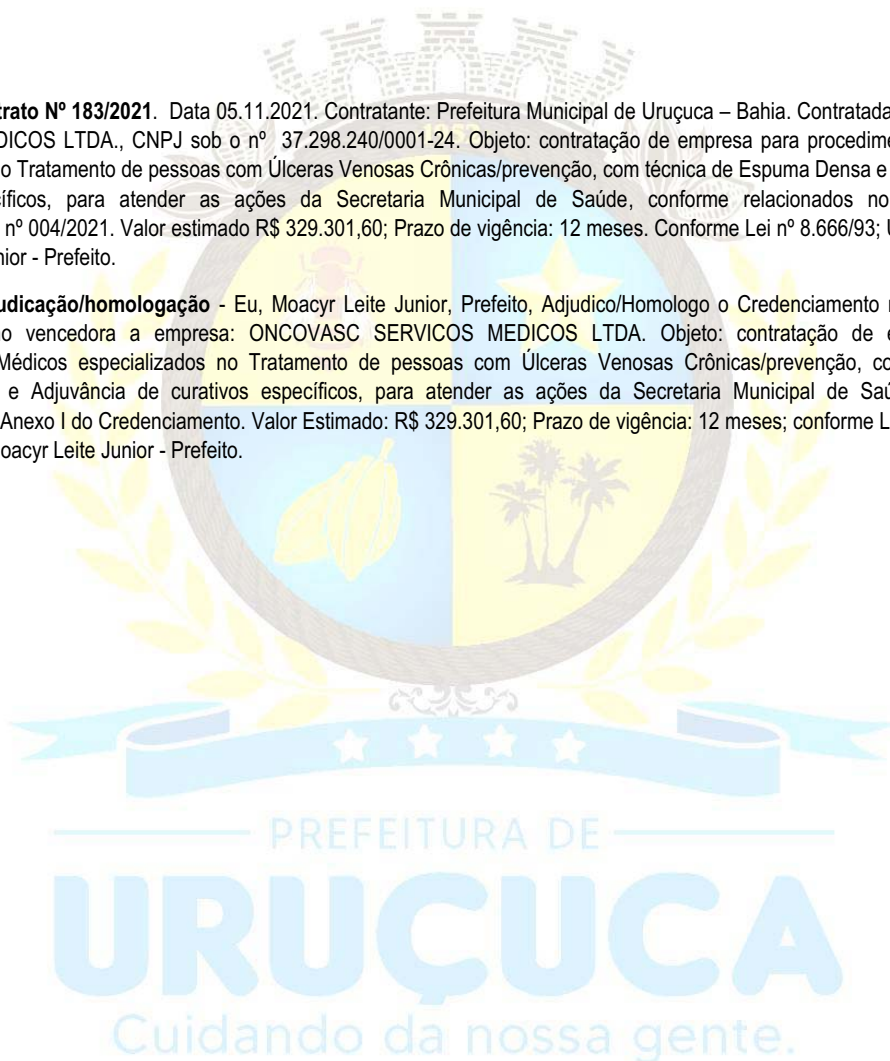 trato Nº 183/2021. Data 05.11.2021. Contratante: Prefeitura Municipal de Uruçuca – Bahia. Contratada
DICOS LTDA., CNPJ sob o nº 37.298.240/0001-24. Objeto: contratação de empresa para procedime
o Tratamento de pessoas com Úlceras Venosas Crônicas/prevenção, com técnica de Espuma Densa e
cíficos, para atender as ações da Secretaria Municipal de Saúde, conforme relacionados no
nº 004/2021. Valor estimado R$ 329.301,60; Prazo de vigência: 12 meses. Conforme Lei nº 8.666/93; U
nior - Prefeito.
udicação/homologação - Eu, Moacyr Leite Junior, Prefeito, Adjudico/Homologo o Credenciamento
o vencedora a empresa: ONCOVASC SERVICOS MEDICOS LTDA. Objeto: contratação de e
Médicos especializados no Tratamento de pessoas com Úlceras Venosas Crônicas/prevenção, co
e Adjuvância de curativos específicos, para atender as ações da Secretaria Municipal de Saú
Anexo I do Credenciamento. Valor Estimado: R$ 329.301,60; Prazo de vigência: 12 meses; conforme L
oacyr Leite Junior - Prefeito.
PREFEITURA DE
URUÇUCA
Cuidando da nossa gente.